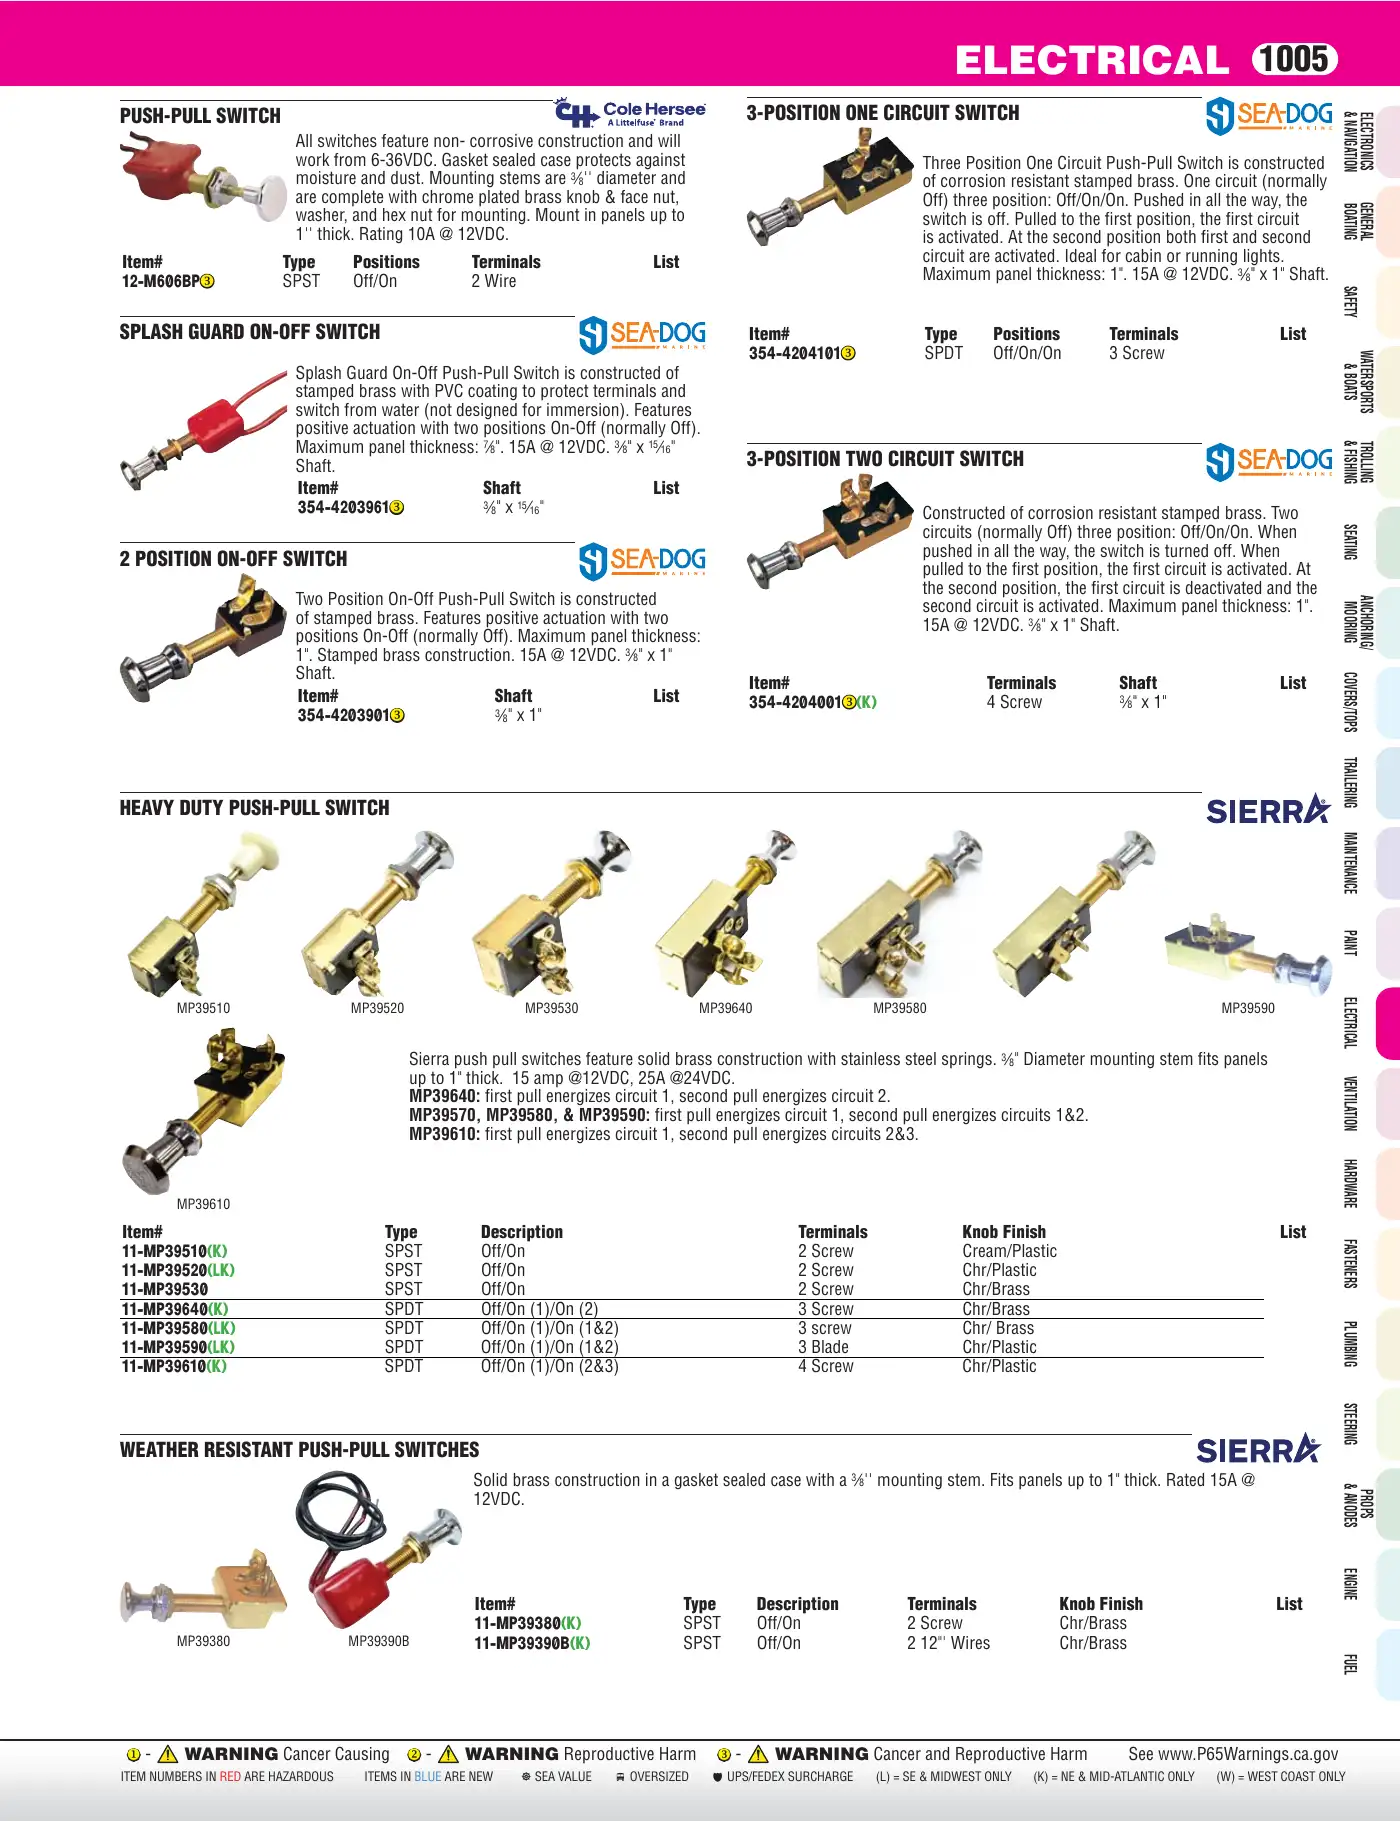 ELECTRICAL 1005
PUSH-PULL SWITCH
Cole Hersee
A Littelfuse Brand
All switches feature non- corrosive construction and will
work from 6-36VDC. Gasket sealed case protects against
moisture and dust. Mounting stems are ⅜'' diameter and
are complete with chrome plated brass knob & face nut,
washer, and hex nut for mounting. Mount in panels up to
1'' thick. Rating 10A @ 12VDC.
Item# Type Positions Terminals List
12-M606BP 3 SPST Off/On 2 Wire
SPLASH GUARD ON-OFF SWITCH
SEA-DOG
MARINE
Splash Guard On-Off Push-Pull Switch is constructed of
stamped brass with PVC coating to protect terminals and
switch from water (not designed for immersion). Features
positive actuation with two positions On-Off (normally Off).
Maximum panel thickness: ⅞". 15A @ 12VDC. ⅜" x 15⁄16"
Shaft.
Item# Shaft List
354-4203961 3 ⅜" x 15⁄16"
2 POSITION ON-OFF SWITCH
SEA-DOG
MARINE
Two Position On-Off Push-Pull Switch is constructed
of stamped brass. Features positive actuation with two
positions On-Off (normally Off). Maximum panel thickness:
1". Stamped brass construction. 15A @ 12VDC. ⅜" x 1"
Shaft.
Item# Shaft List
354-4203901 3 ⅜" x 1"
3-POSITION ONE CIRCUIT SWITCH
SEA-DOG
MARINE
Three Position One Circuit Push-Pull Switch is constructed
of corrosion resistant stamped brass. One circuit (normally
Off) three position: Off/On/On. Pushed in all the way, the
switch is off. Pulled to the first position, the first circuit
is activated. At the second position both first and second
circuit are activated. Ideal for cabin or running lights.
Maximum panel thickness: 1". 15A @ 12VDC. ⅜" x 1" Shaft.
Item# Type Positions Terminals List
354-4204101 3 SPDT Off/On/On 3 Screw
3-POSITION TWO CIRCUIT SWITCH
SEA-DOG
MARINE
Constructed of corrosion resistant stamped brass. Two
circuits (normally Off) three position: Off/On/On. When
pushed in all the way, the switch is turned off. When
pulled to the first position, the first circuit is activated. At
the second position, the first circuit is deactivated and the
second circuit is activated. Maximum panel thickness: 1".
15A @ 12VDC. ⅜" x 1" Shaft.
Item# Terminals Shaft List
354-4204001 3 (K) 4 Screw ⅜" x 1"
HEAVY DUTY PUSH-PULL SWITCH
SIERRA
MP39510 MP39520 MP39530 MP39640 MP39580 MP39590
MP39610
Sierra push pull switches feature solid brass construction with stainless steel springs. ⅜" Diameter mounting stem fits panels
up to 1" thick. 15 amp @12VDC, 25A @24VDC.
MP39640: first pull energizes circuit 1, second pull energizes circuit 2.
MP39570, MP39580, & MP39590: first pull energizes circuit 1, second pull energizes circuits 1&2.
MP39610: first pull energizes circuit 1, second pull energizes circuits 2&3.
Item# Type Description Terminals Knob Finish List
11-MP39510(K) SPST Off/On 2 Screw Cream/Plastic
11-MP39520(LK) SPST Off/On 2 Screw Chr/Plastic
11-MP39530 SPST Off/On 2 Screw Chr/Brass
11-MP39640(K) SPDT Off/On (1)/On (2) 3 Screw Chr/Brass
11-MP39580(LK) SPDT Off/On (1)/On (1&2) 3 screw Chr/ Brass
11-MP39590(LK) SPDT Off/On (1)/On (1&2) 3 Blade Chr/Plastic
11-MP39610(K) SPDT Off/On (1)/On (2&3) 4 Screw Chr/Plastic
WEATHER RESISTANT PUSH-PULL SWITCHES
SIERRA
MP39380 MP39390B
Solid brass construction in a gasket sealed case with a ⅜'' mounting stem. Fits panels up to 1" thick. Rated 15A @
12VDC.
Item# Type Description Terminals Knob Finish List
11-MP39380(K) SPST Off/On 2 Screw Chr/Brass
11-MP39390B(K) SPST Off/On 2 12"' Wires Chr/Brass
ELECTRONICS
& NAVIGATION
GENERAL
BOATING
SAFETY
WATERSPORTS
& BOATS
TROLLING
& FISHING
SEATING
ANCHORING/
MOORING
COVERS/TOPS
TRAILERING
MAINTENANCE
PAINT
ELECTRICAL
VENTILATION
HARDWARE
FASTENERS
PLUMBING
STEERING
PROPS
& ANODES
ENGINE
FUEL
1 - WARNING Cancer Causing 2 - WARNING Reproductive Harm 3 - WARNING Cancer and Reproductive Harm See www.P65Warnings.ca.gov
ITEM NUMBERS IN RED ARE HAZARDOUS ITEMS IN BLUE ARE NEW SEA VALUE OVERSIZED UPS/FEDEX SURCHARGE (L) = SE & MIDWEST ONLY (K) = NE & MID-ATLANTIC ONLY (W) = WEST COAST ONLY